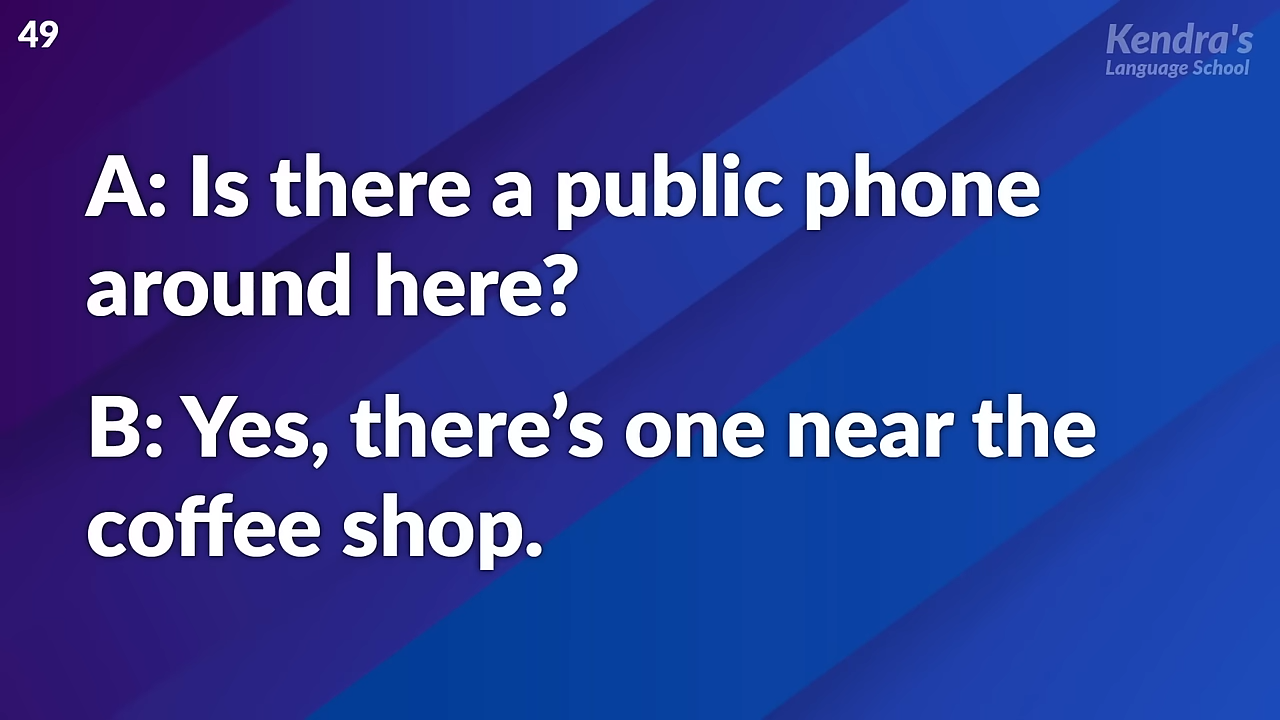 49
Kendra's
Language School
A: Is there a public phone
around here?
B: Yes, there’s one near the
coffee shop.